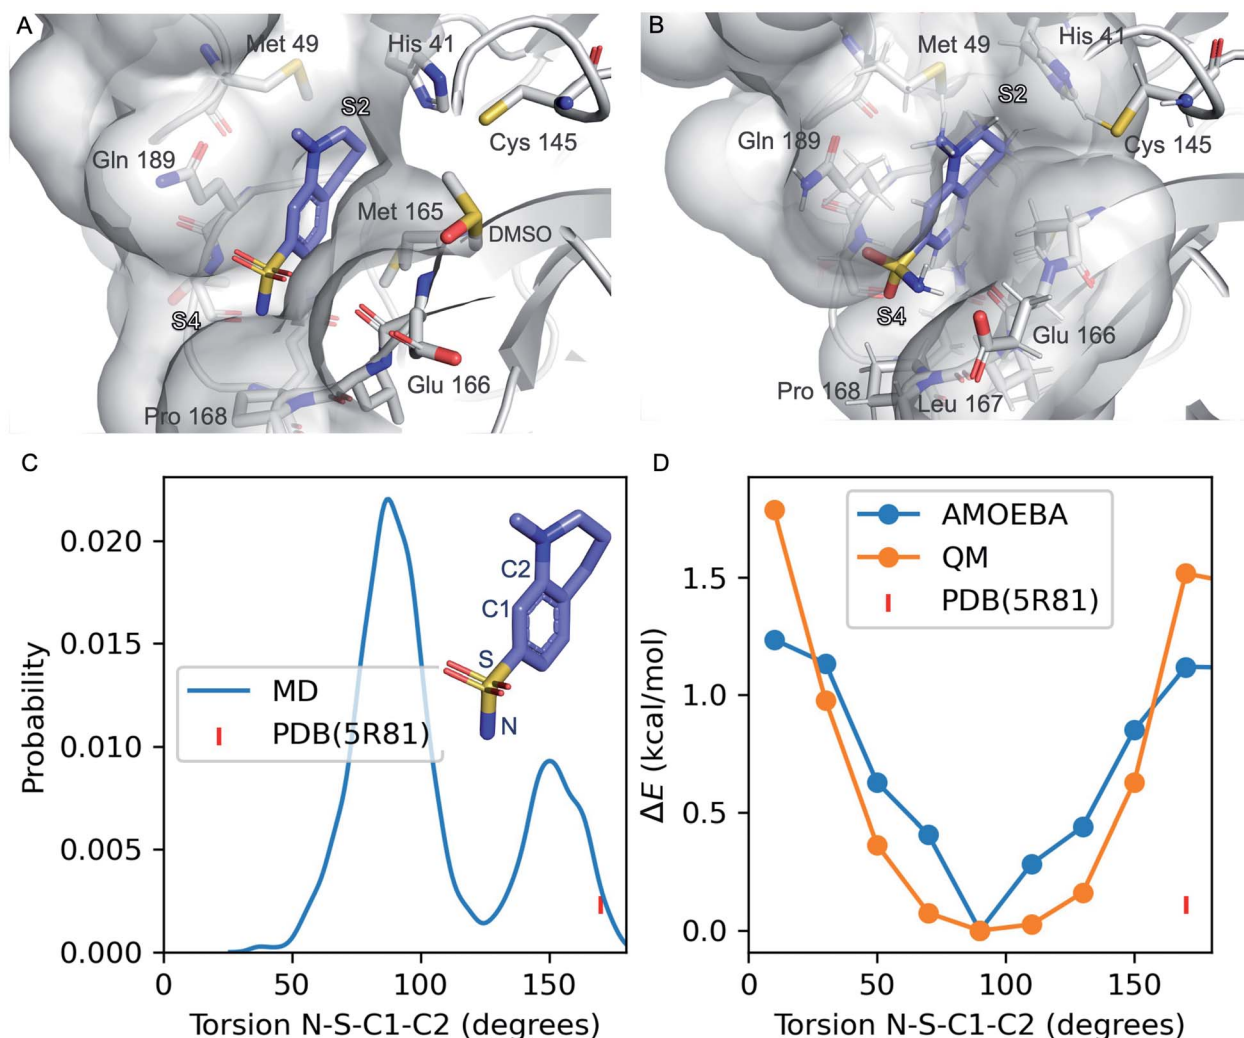 A
Met 49
His 41
S2
Cys 145
Gln 189
Met 165
DMSO
S4
Glu 166
Pro 168
B
Met 49
His 41
S2
Gln 189
Cys 145
S4
Glu 166
Pro 168
Leu 167
C
0.020
0.015
0.010
0.005
0.000
Probability
MD
PDB(5R81)
C2
C1
S
N
0
50
100
150
Torsion N-S-C1-C2 (degrees)
D
1.5
1.0
0.5
0.0
ΔE (kcal/mol)
AMOEBA
QM
PDB(5R81)
0
50
100
150
Torsion N-S-C1-C2 (degrees)